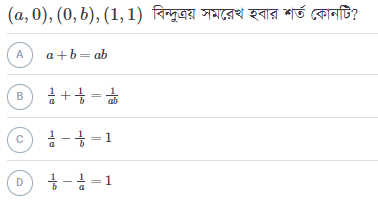 (a, 0), (0, b), (1, 1) বিন্দুত্রয় সমরেখ হবার শর্ত কোনটি?
A a + b = ab
B 1/a + 1/b = 1/ab
C 1/a − 1/b = 1
D 1/b − 1/a = 1